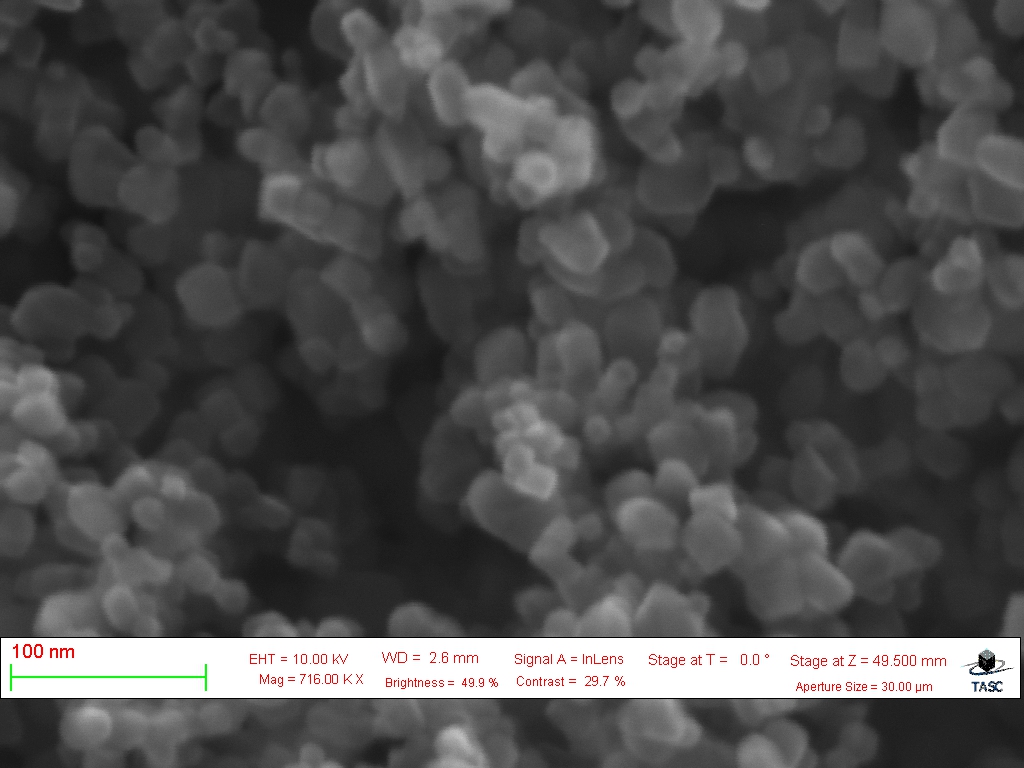 100 nm
EHT = 10.00 kV WD = 2.6 mm Signal A = InLens Stage at T = 0.0 ° Stage at Z = 49.500 mm
Mag = 716.00 K X Brightness = 49.9 % Contrast = 29.7 % Aperture Size = 30.00 µm
TASC